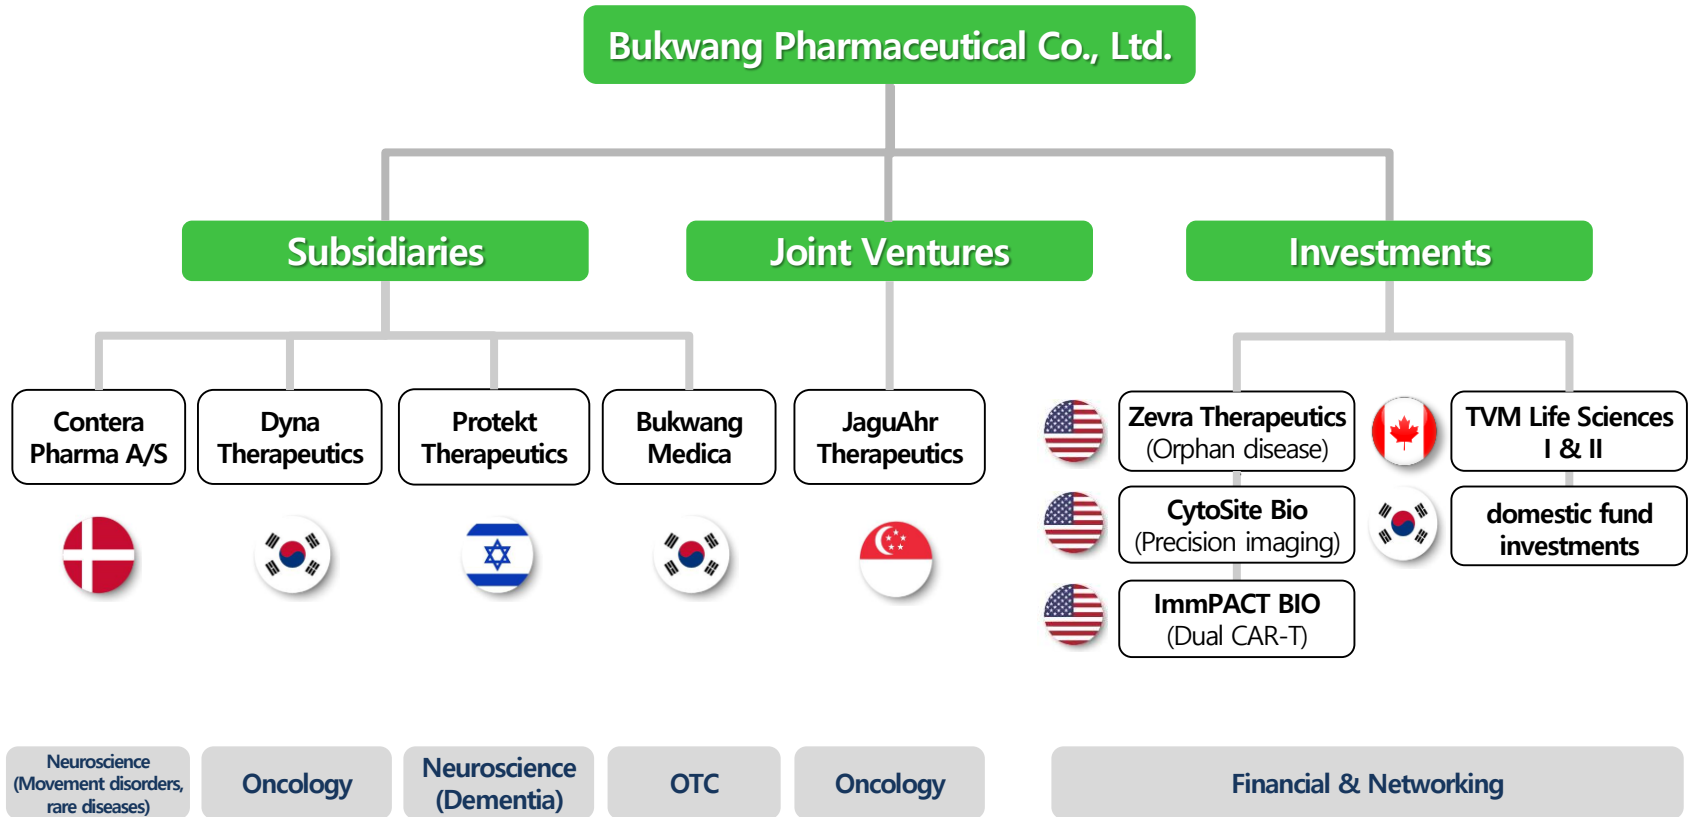 Bukwang Pharmaceutical Co., Ltd.
Subsidiaries
Joint Ventures
Investments
Contera
Pharma A/S
Dyna
Therapeutics
Protekt
Therapeutics
Bukwang
Medica
JaguAhr
Therapeutics
Zevra Therapeutics
(Orphan disease)
CytoSite Bio
(Precision imaging)
ImmPACT BIO
(Dual CAR-T)
TVM Life Sciences
I & II
domestic fund
investments
Neuroscience
(Movement disorders,
rare diseases)
Oncology
Neuroscience
(Dementia)
OTC
Oncology
Financial & Networking